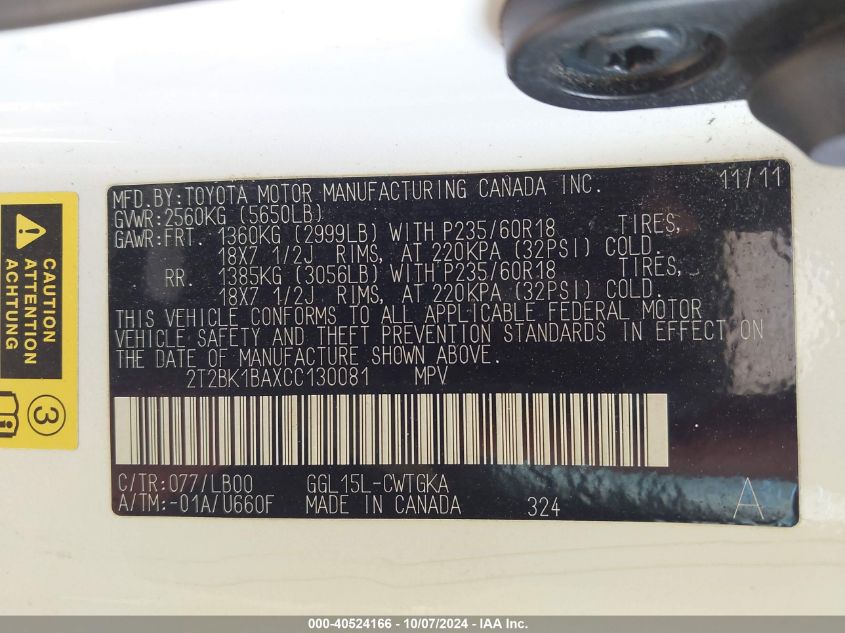 MFD.BY:TOYOTA MOTOR MANUFACTURING CANADA INC. 11/11
GVWR:2560KG (5650LB)
GAWR:FRT. 1360KG (2999LB) WITH P235/60R18 TIRES,
18X7 1/2J RIMS, AT 220KPA (32PSI) COLD.
RR. 1385KG (3056LB) WITH P235/60R18 TIRES,
18X7 1/2J RIMS, AT 220KPA (32PSI) COLD.
THIS VEHICLE CONFORMS TO ALL APPLICABLE FEDERAL MOTOR
VEHICLE SAFETY AND THEFT PREVENTION STANDARDS IN EFFECT ON
THE DATE OF MANUFACTURE SHOWN ABOVE.
2T2BK1BAXCC130081 MPV
C/TR:077/LB00 GGL15L-CWTGKA
A/TM:-01A/U660F MADE IN CANADA 324 A
CAUTION
ATTENTION
ACHTUNG
3
000-40524166 - 10/07/2024 - IAA Inc.